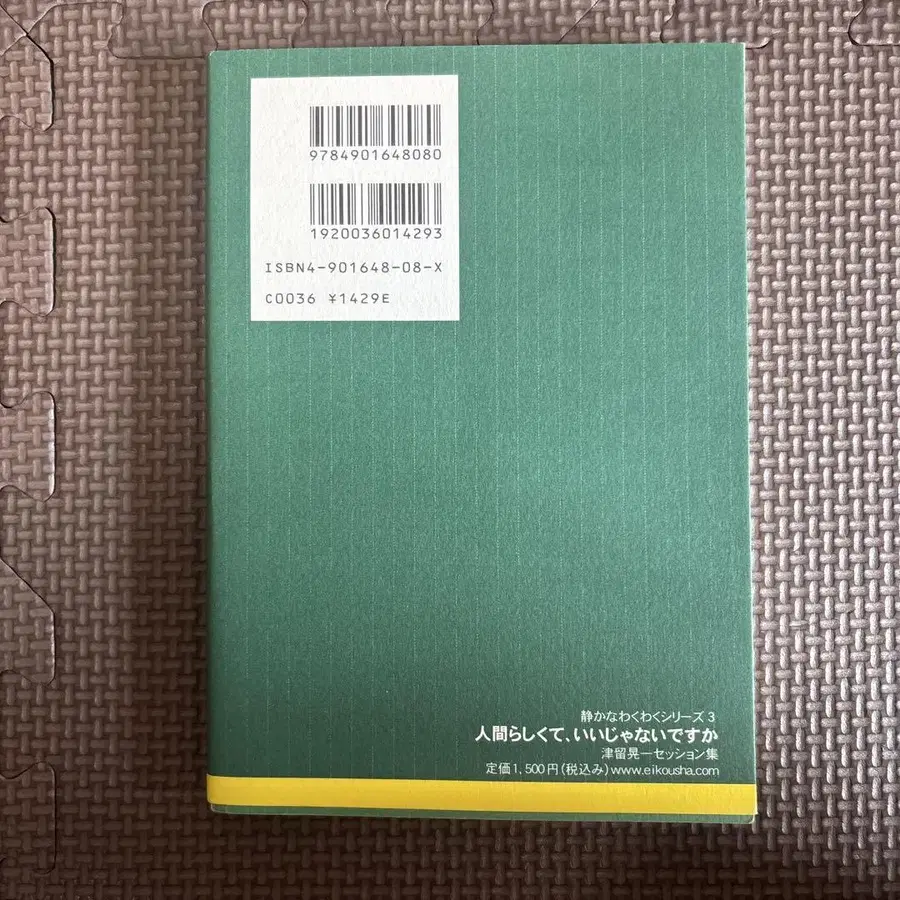 9784901648080
1920036014293
ISBN4-901648-08-X
C0036 ¥1429E
静かなわくわくシリーズ3
人間らしくて、いいじゃないですか
津留晃一セッション集
定価1,500円(税込み)www.eikousha.com